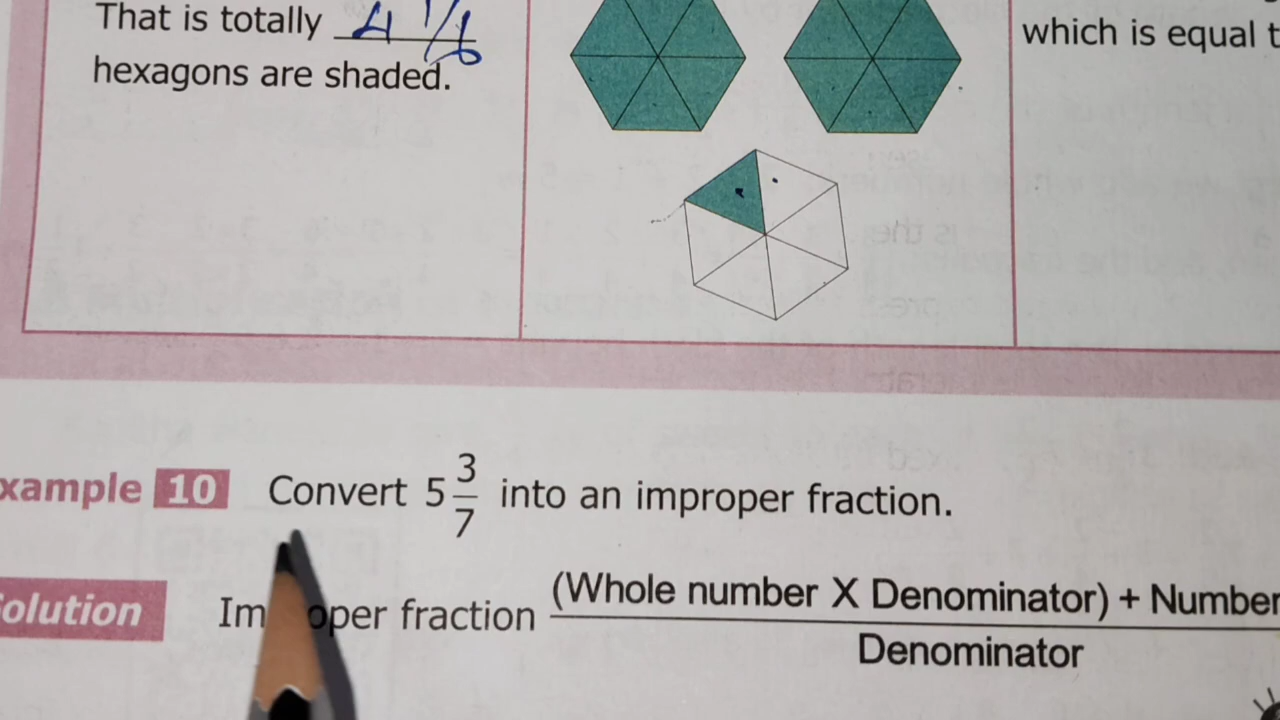 That is totally 4 1/6
hexagons are shaded.
which is equal t
xample 10 Convert 5 3/7 into an improper fraction.
olution Im oper fraction (Whole number X Denominator) + Number
Denominator